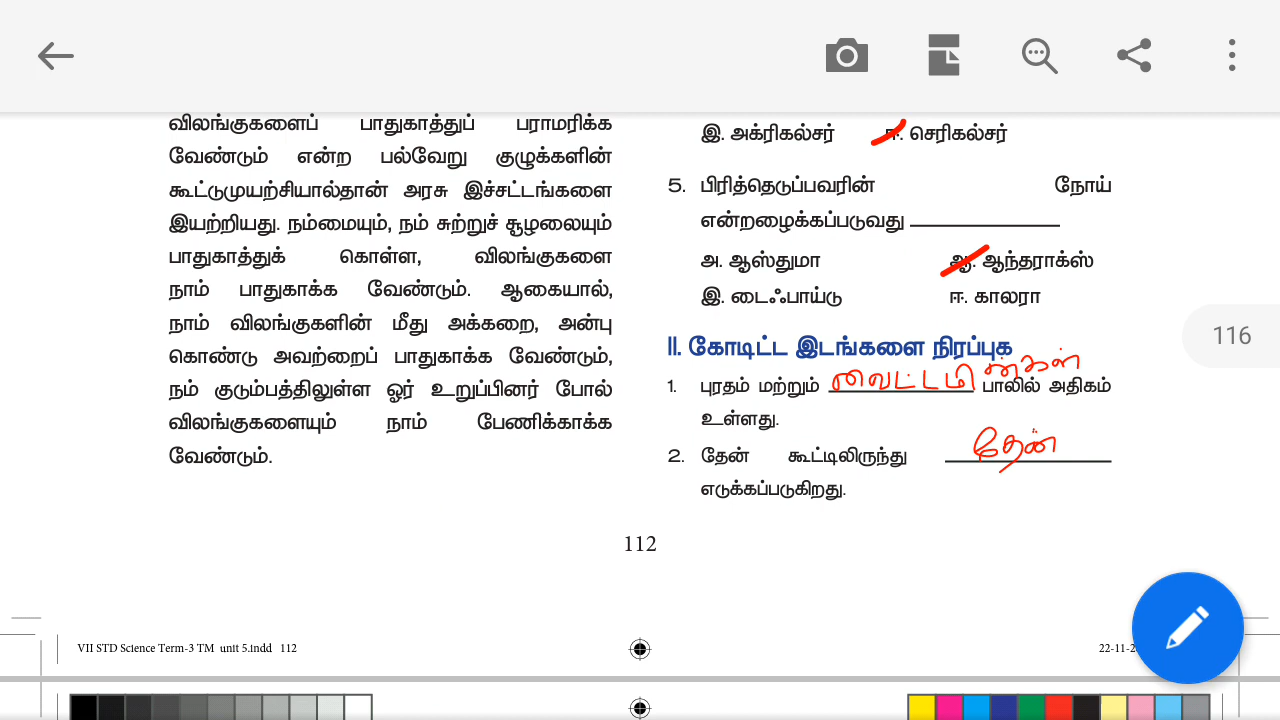 விலங்குகளைப் பாதுகாத்துப் பராமரிக்க
வேண்டும் என்ற பல்வேறு குழுக்களின்
கூட்டுமுயற்சியால்தான் அரசு இச்சட்டங்களை
இயற்றியது. நம்மையும், நம் சுற்றுச் சூழலையும்
பாதுகாத்துக் கொள்ள, விலங்குகளை
நாம் பாதுகாக்க வேண்டும். ஆகையால்,
நாம் விலங்குகளின் மீது அக்கறை, அன்பு
கொண்டு அவற்றைப் பாதுகாக்க வேண்டும்,
நம் குடும்பத்திலுள்ள ஓர் உறுப்பினர் போல்
விலங்குகளையும் நாம் பேணிக்காக்க
வேண்டும்.
இ. அக்ரிகல்சர் ஈ. செரிகல்சர்
5. பிரித்தெடுப்பவரின் நோய்
என்றழைக்கப்படுவது
அ. ஆஸ்துமா ஆ. ஆந்தராக்ஸ்
இ. டைஃபாய்டு ஈ. காலரா
II. கோடிட்ட இடங்களை நிரப்புக
1. புரதம் மற்றும் வைட்டமின்கள் பாலில் அதிகம்
உள்ளது.
2. தேன் கூட்டிலிருந்து தேன்
எடுக்கப்படுகிறது.
112
116
VII STD Science Term-3 TM unit 5.indd 112
22-11-2